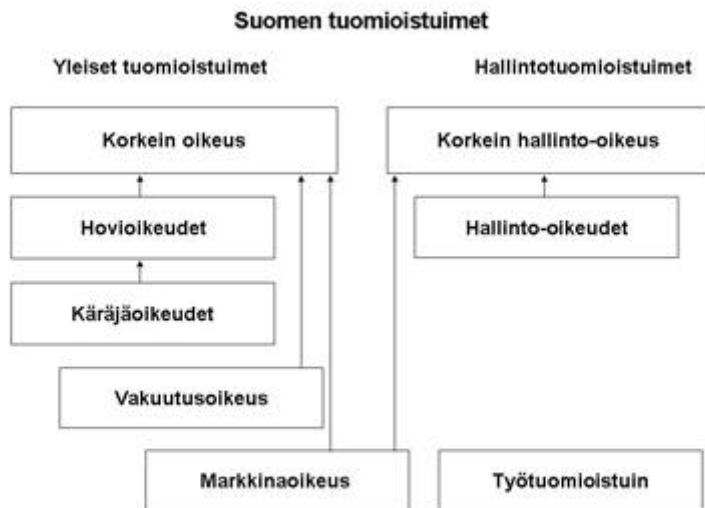 Suomen tuomioistuimet
Yleiset tuomioistuimet
Hallintotuomioistuimet
Korkein oikeus
Korkein hallinto-oikeus
Hovioikeudet
Hallinto-oikeudet
Käräjäoikeudet
Vakuutusoikeus
Markkinaoikeus
Työtuomioistuin